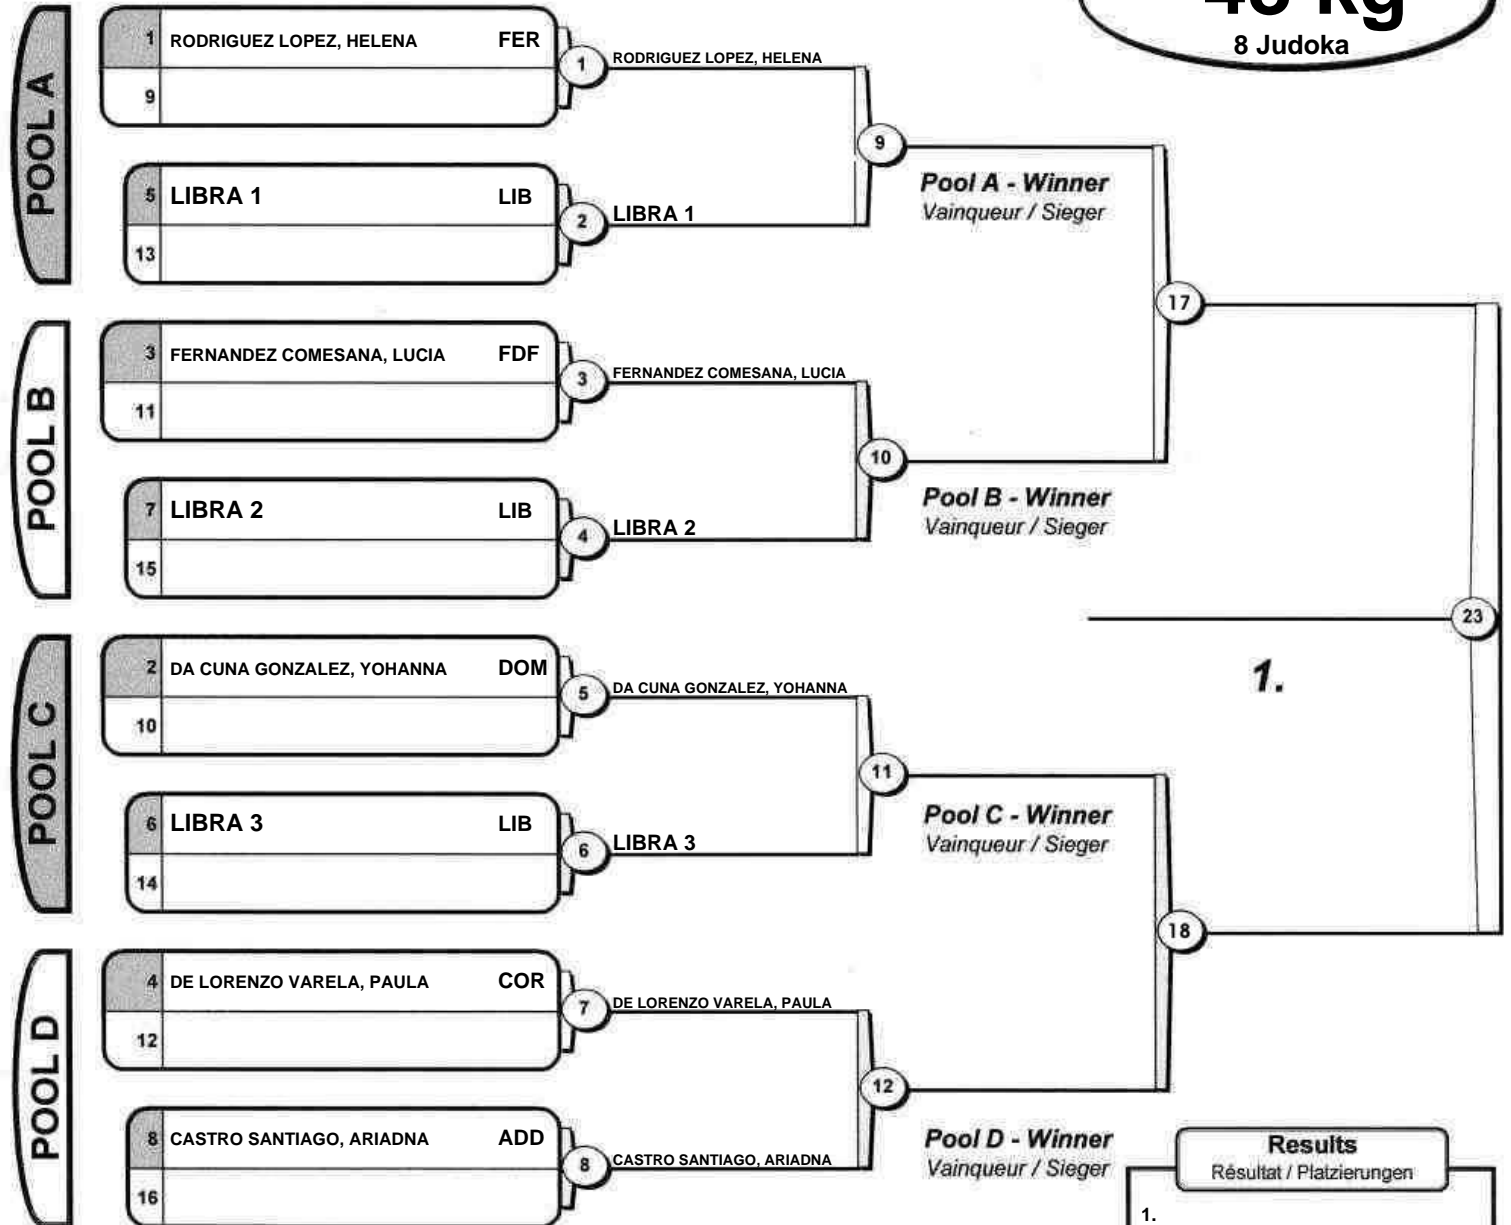 8 Judoka
POOL A
1 RODRIGUEZ LOPEZ, HELENA FER
9
1 RODRIGUEZ LOPEZ, HELENA
5 LIBRA 1 LIB
13
2 LIBRA 1
9
Pool A - Winner
Vainqueur / Sieger
POOL B
3 FERNANDEZ COMESANA, LUCIA FDF
11
3 FERNANDEZ COMESANA, LUCIA
7 LIBRA 2 LIB
15
4 LIBRA 2
10
Pool B - Winner
Vainqueur / Sieger
17
POOL C
2 DA CUNA GONZALEZ, YOHANNA DOM
10
5 DA CUNA GONZALEZ, YOHANNA
6 LIBRA 3 LIB
14
6 LIBRA 3
11
Pool C - Winner
Vainqueur / Sieger
23
1.
POOL D
4 DE LORENZO VARELA, PAULA COR
12
7 DE LORENZO VARELA, PAULA
8 CASTRO SANTIAGO, ARIADNA ADD
16
8 CASTRO SANTIAGO, ARIADNA
12
Pool D - Winner
Vainqueur / Sieger
18
Results
Résultat / Platzierungen
1.